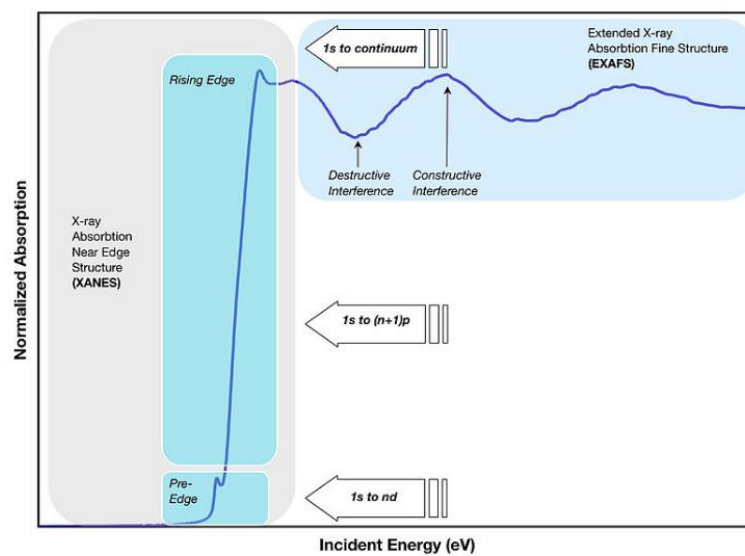 Rising Edge
1s to continuum
Extended X-ray
Absorbtion Fine Structure
(EXAFS)
Destructive
Interference
Constructive
Interference
X-ray
Absorbtion
Near Edge
Structure
(XANES)
1s to (n+1)p
Pre-
Edge
1s to nd
Normalized Absorption
Incident Energy (eV)